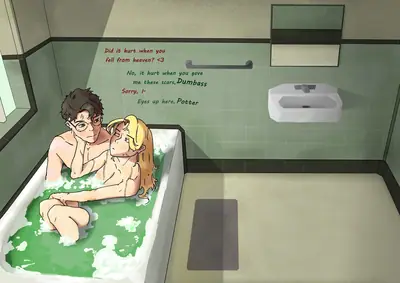 Did it hurt when you
fell from heaven? <3
No, it hurt when you gave
me these scars, Dumbass
Sorry, I-
Eyes up here, Potter